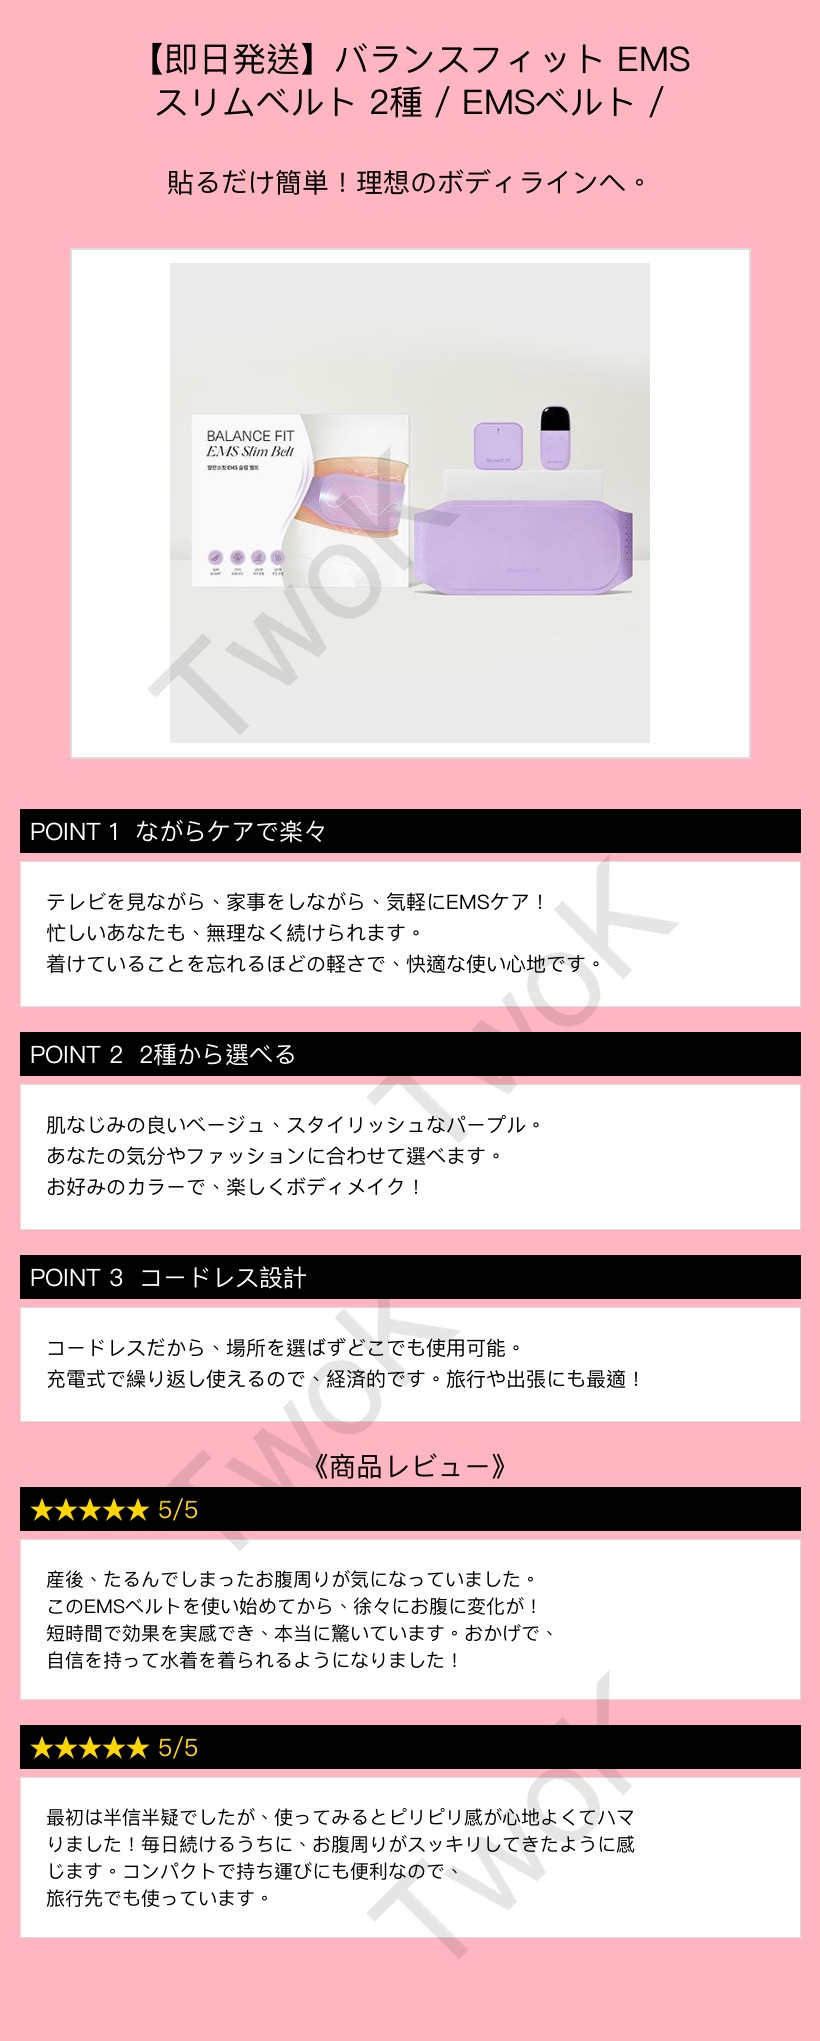 【即日発送】バランスフィット EMS
スリムベルト 2種 / EMSベルト /
貼るだけ簡単！理想のボディラインへ。
BALANCE FIT
EMS Slim Belt
발란스핏 EMS 슬림 벨트
BALANCE FIT
TwoK
POINT 1 ながらケアで楽々
テレビを見ながら、家事をしながら、気軽にEMSケア！
忙しいあなたも、無理なく続けられます。
着けていることを忘れるほどの軽さで、快適な使い心地です。
TwoK
POINT 2 2種から選べる
肌なじみの良いベージュ、スタイリッシュなパープル。
あなたの気分やファッションに合わせて選べます。
お好みのカラーで、楽しくボディメイク！
POINT 3 コードレス設計
コードレスだから、場所を選ばずどこでも使用可能。
充電式で繰り返し使えるので、経済的です。旅行や出張にも最適！
TwoK
《商品レビュー》
★★★★★ 5/5
産後、たるんでしまったお腹周りが気になっていました。
このEMSベルトを使い始めてから、徐々にお腹に変化が！
短時間で効果を実感でき、本当に驚いています。おかげで、
自信を持って水着を着られるようになりました！
★★★★★ 5/5
最初は半信半疑でしたが、使ってみるとピリピリ感が心地よくてハマ
りました！毎日続けるうちに、お腹周りがスッキリしてきたように感
じます。コンパクトで持ち運びにも便利なので、
旅行先でも使っています。
TwoK